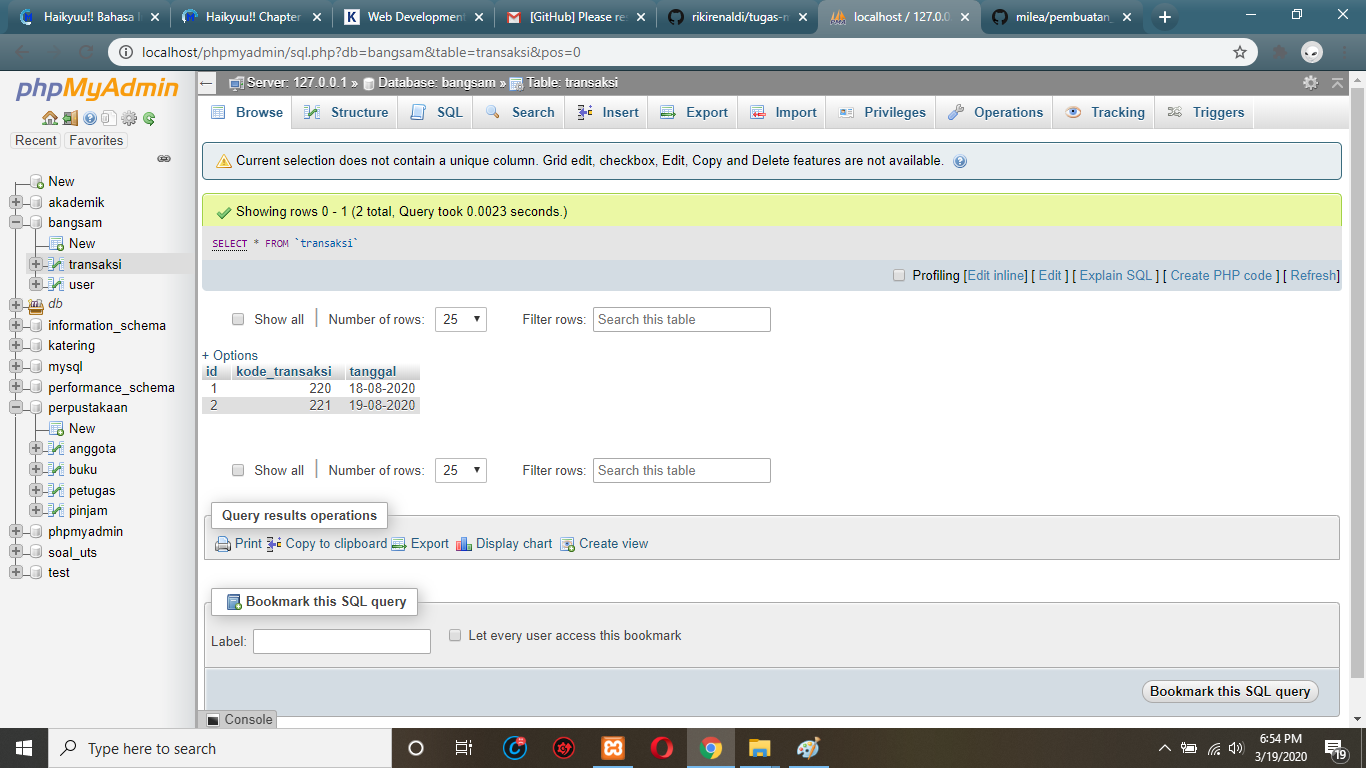 Haikyuu!! Bahasa I
Haikyuu!! Chapter
Web Development
[GitHub] Please re
rikirenaldi/tugas-n
localhost / 127.0.0
milea/pembuatan_
localhost/phpmyadmin/sql.php?db=bangsam&table=transaksi&pos=0
phpMyAdmin
Recent Favorites
New
akademik
bangsam
New
transaksi
user
db
information_schema
katering
mysql
performance_schema
perpustakaan
New
anggota
buku
petugas
pinjam
phpmyadmin
soal_uts
test
Server: 127.0.0.1 » Database: bangsam » Table: transaksi
Browse Structure SQL Search Insert Export Import Privileges Operations Tracking Triggers
Current selection does not contain a unique column. Grid edit, checkbox, Edit, Copy and Delete features are not available.
Showing rows 0 - 1 (2 total, Query took 0.0023 seconds.)
SELECT * FROM `transaksi`
Profiling [Edit inline] [ Edit ] [ Explain SQL ] [ Create PHP code ] [ Refresh]
Show all | Number of rows: 25 Filter rows: Search this table
+ Options
id kode_transaksi tanggal
1 220 18-08-2020
2 221 19-08-2020
Show all | Number of rows: 25 Filter rows: Search this table
Query results operations
Print Copy to clipboard Export Display chart Create view
Bookmark this SQL query
Label: Let every user access this bookmark
Bookmark this SQL query
Console
Type here to search
6:54 PM
3/19/2020
19